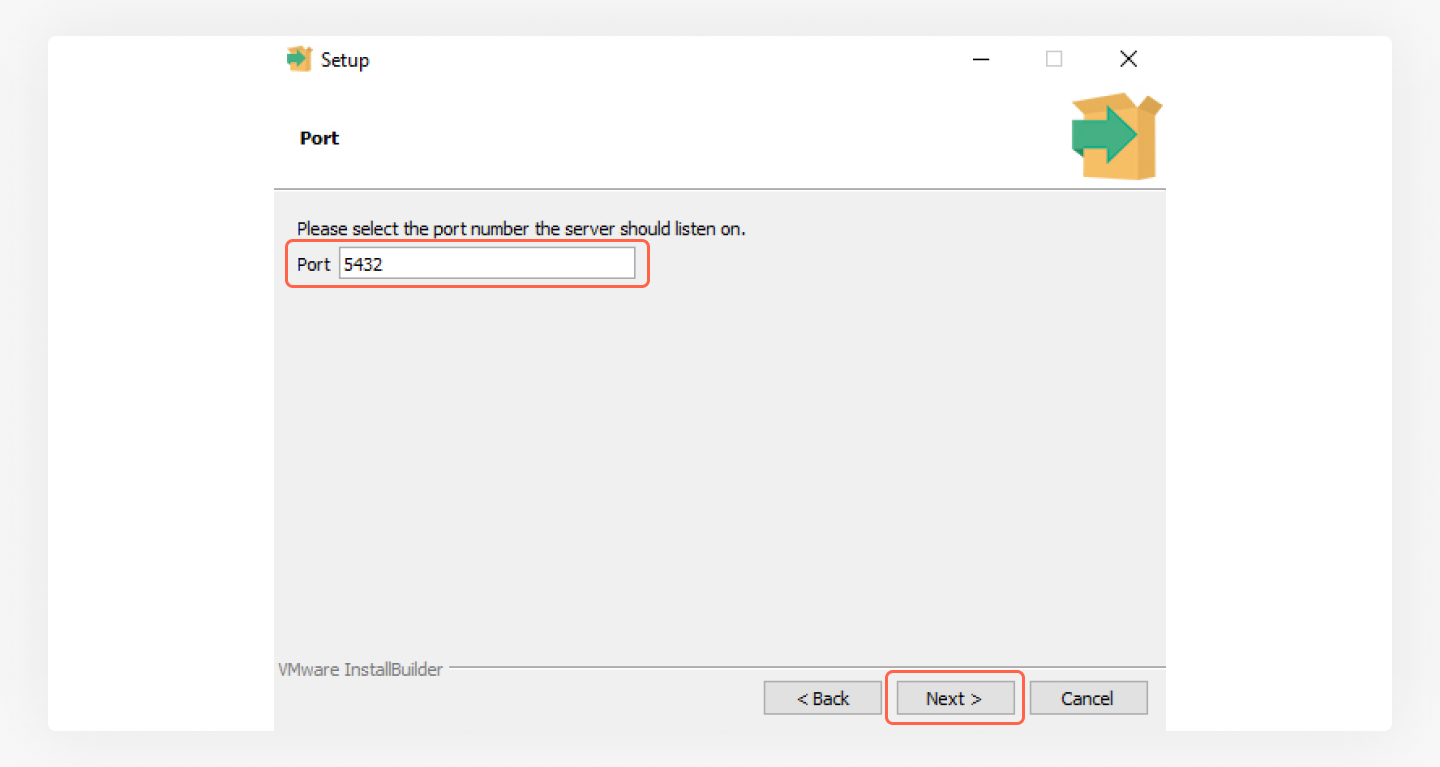 Setup
Port
Please select the port number the server should listen on.
Port 5432
VMware InstallBuilder
< Back Next > Cancel